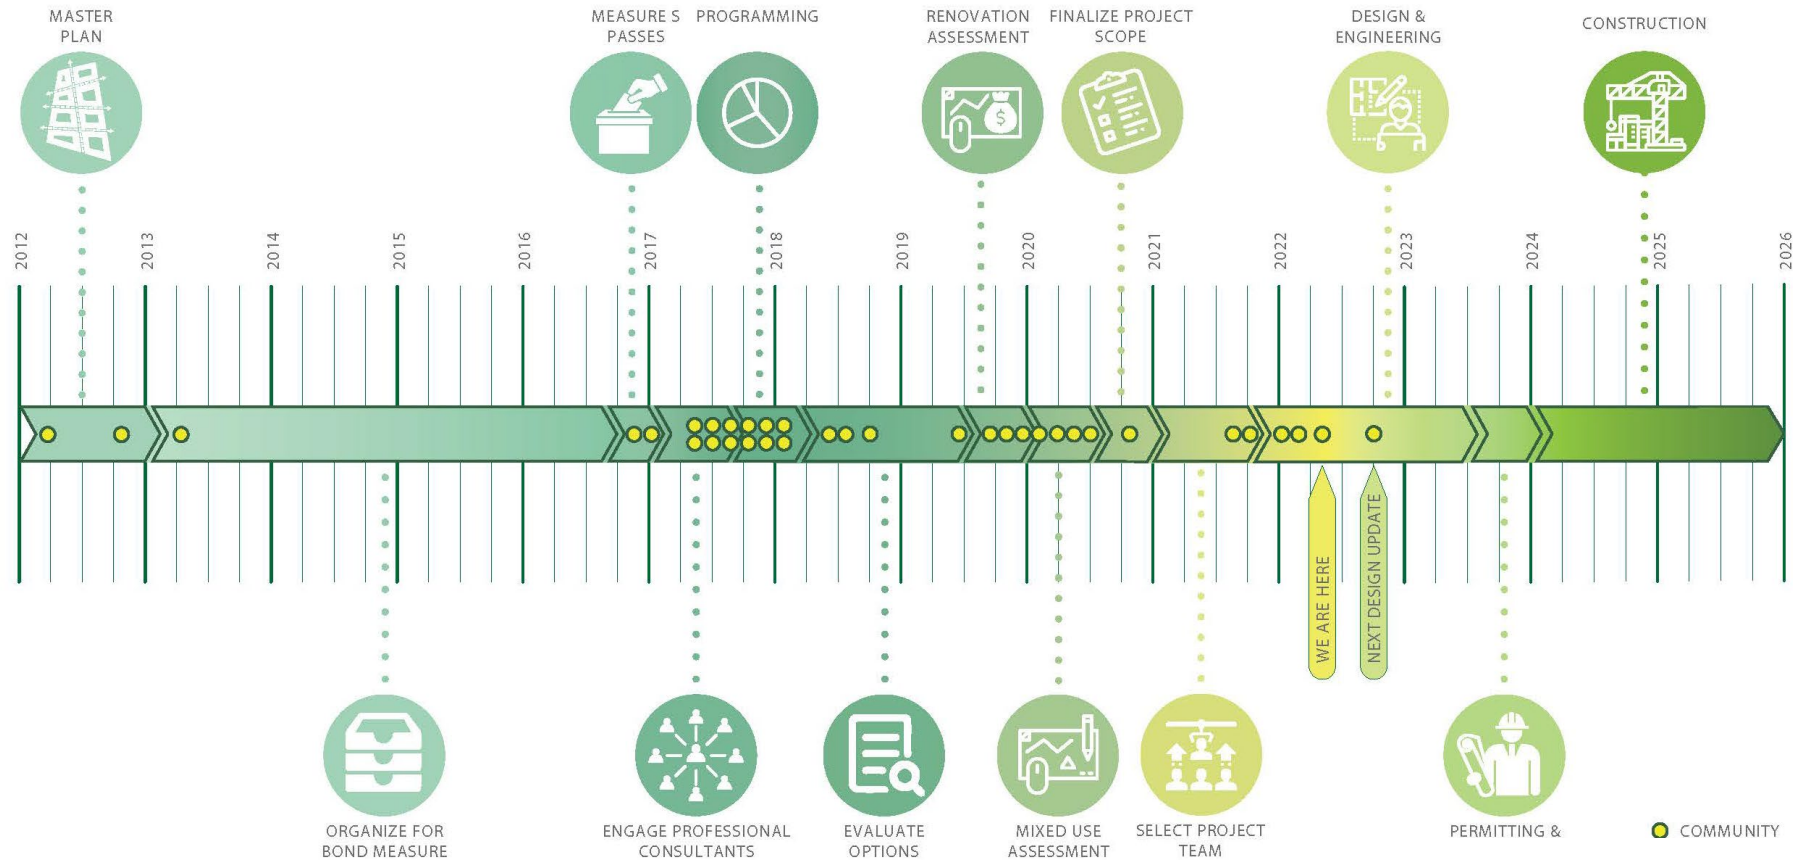 MASTER
PLAN
MEASURE S
PASSES
PROGRAMMING
RENOVATION
ASSESSMENT
FINALIZE PROJECT
SCOPE
DESIGN &
ENGINEERING
CONSTRUCTION
$
2012
2013
2014
2015
2016
2017
2018
2019
2020
2021
2022
2023
2024
2025
2026
WE ARE HERE
NEXT DESIGN UPDATE
ORGANIZE FOR
BOND MEASURE
ENGAGE PROFESSIONAL
CONSULTANTS
EVALUATE
OPTIONS
MIXED USE
ASSESSMENT
SELECT PROJECT
TEAM
PERMITTING &
COMMUNITY